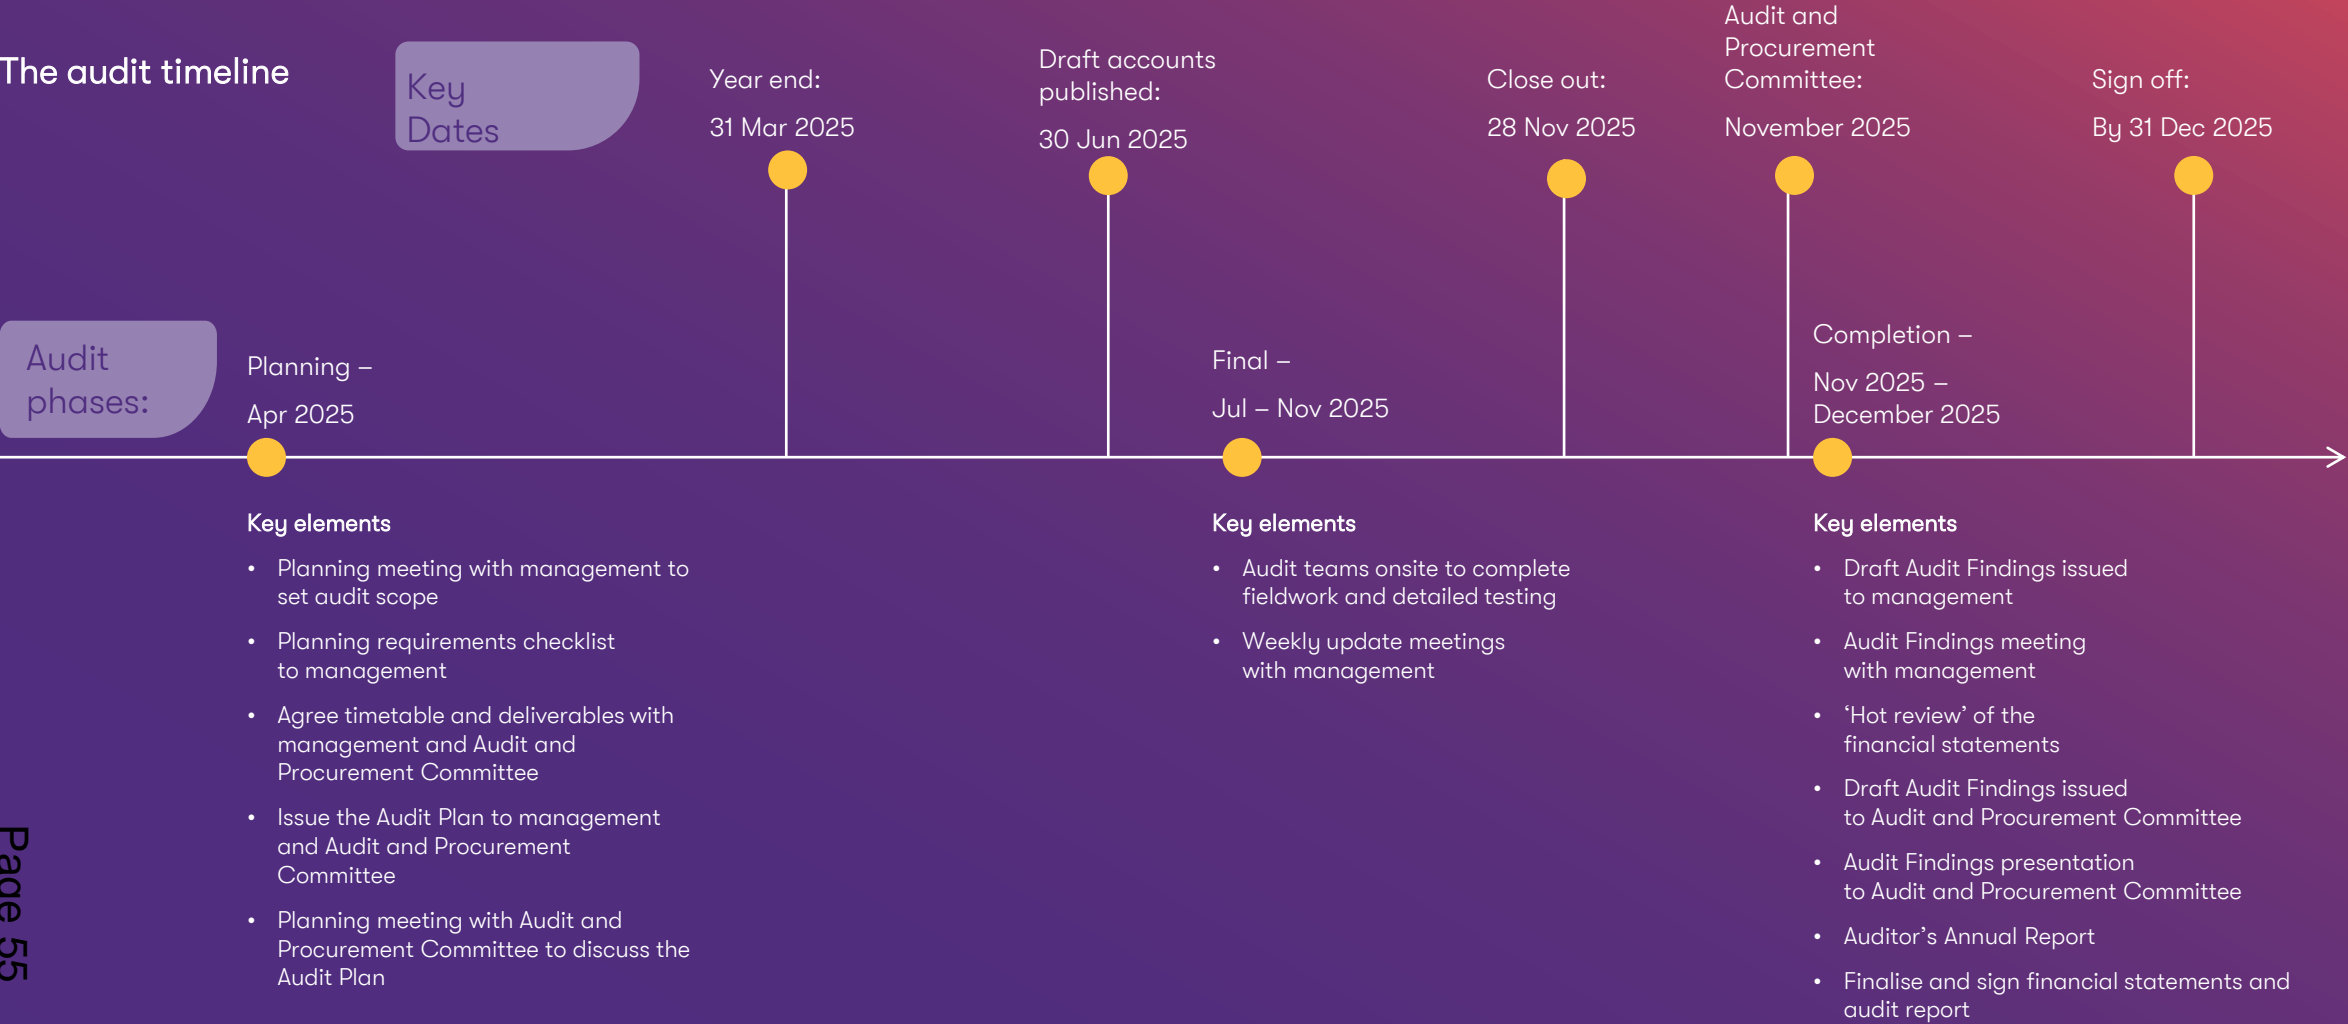 The audit timeline
Key
Dates
Year end:
31 Mar 2025
Draft accounts
published:
30 Jun 2025
Close out:
28 Nov 2025
Audit and
Procurement
Committee:
November 2025
Sign off:
By 31 Dec 2025
Audit
phases:
Planning –
Apr 2025
Final –
Jul – Nov 2025
Completion –
Nov 2025 –
December 2025
Key elements
• Planning meeting with management to
set audit scope
• Planning requirements checklist
to management
• Agree timetable and deliverables with
management and Audit and
Procurement Committee
• Issue the Audit Plan to management
and Audit and Procurement
Committee
• Planning meeting with Audit and
Procurement Committee to discuss the
Audit Plan
Key elements
• Audit teams onsite to complete
fieldwork and detailed testing
• Weekly update meetings
with management
Key elements
• Draft Audit Findings issued
to management
• Audit Findings meeting
with management
• ‘Hot review’ of the
financial statements
• Draft Audit Findings issued
to Audit and Procurement Committee
• Audit Findings presentation
to Audit and Procurement Committee
• Auditor’s Annual Report
• Finalise and sign financial statements and
audit report
Page 55